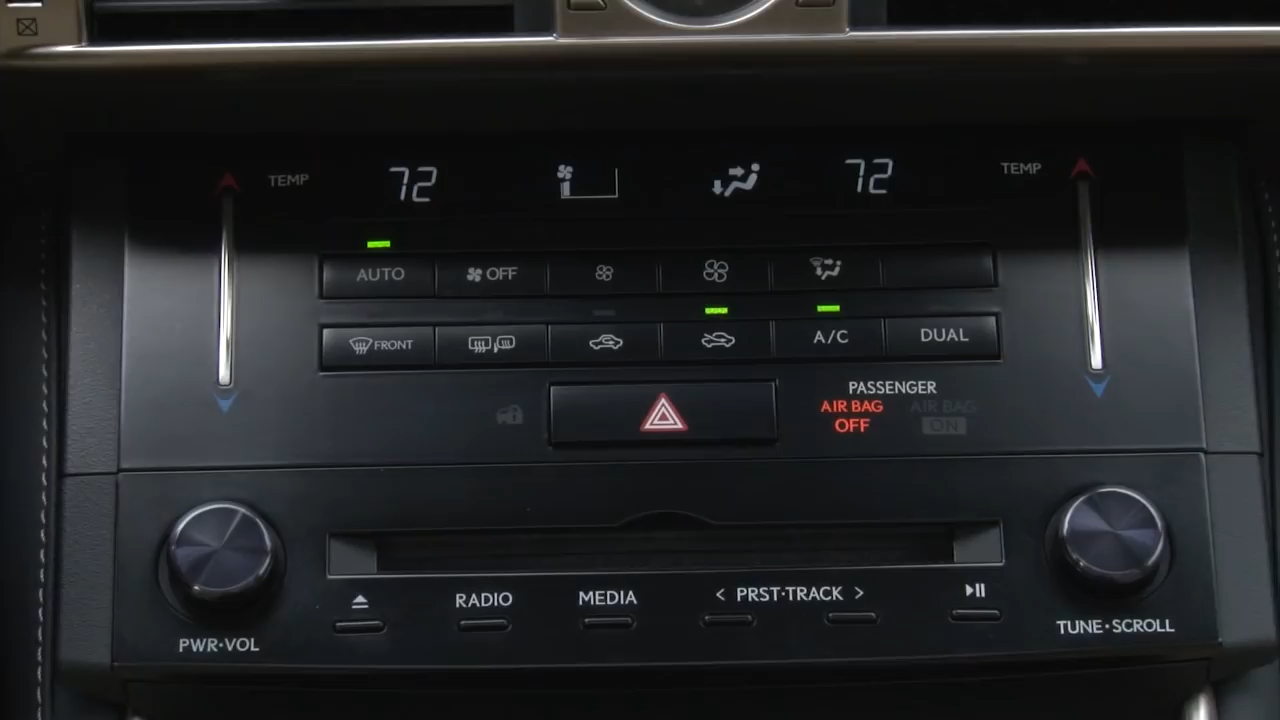 TEMP 72 72 TEMP
AUTO OFF
FRONT A/C DUAL
PASSENGER
AIR BAG AIR BAG
OFF ON
RADIO MEDIA < PRST·TRACK >
PWR·VOL TUNE·SCROLL